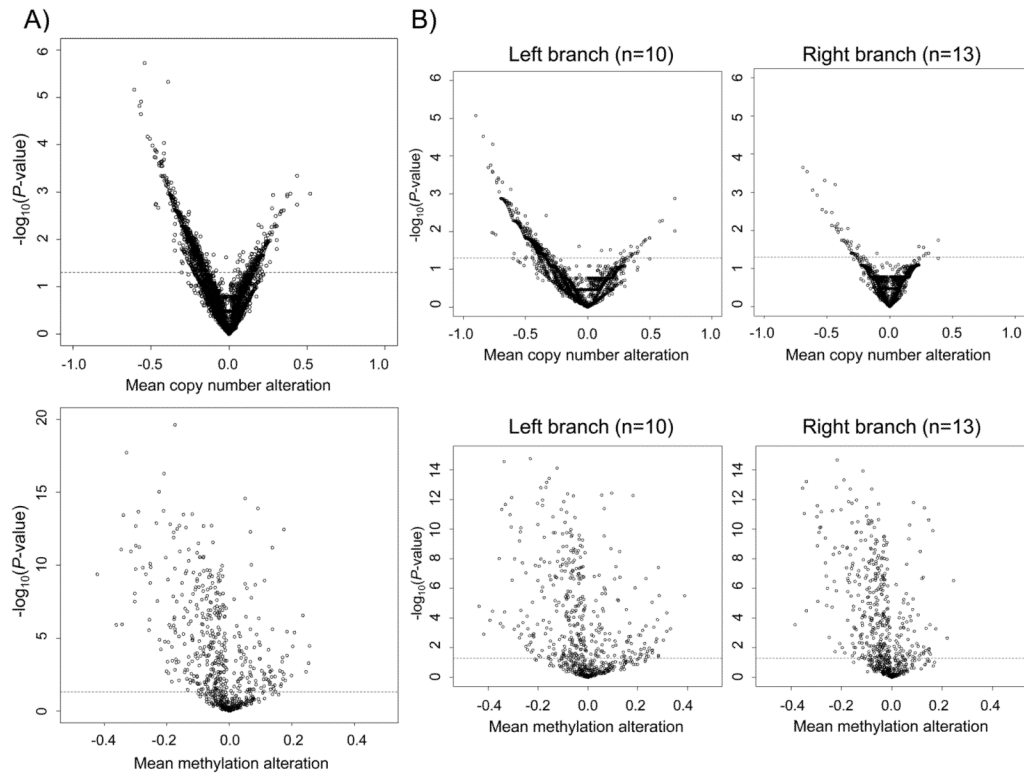 A)
6
5
4
3
2
1
0
-log10(P-value)
-1.0 -0.5 0.0 0.5 1.0
Mean copy number alteration
20
15
10
5
0
-log10(P-value)
-0.4 -0.2 0.0 0.2 0.4
Mean methylation alteration
B)
Left branch (n=10)
6
5
4
3
2
1
0
-log10(P-value)
-1.0 -0.5 0.0 0.5 1.0
Mean copy number alteration
Right branch (n=13)
6
5
4
3
2
1
0
-1.0 -0.5 0.0 0.5 1.0
Mean copy number alteration
Left branch (n=10)
14
12
10
8
6
4
2
0
-log10(P-value)
-0.4 -0.2 0.0 0.2 0.4
Mean methylation alteration
Right branch (n=13)
14
12
10
8
6
4
2
0
-0.4 -0.2 0.0 0.2 0.4
Mean methylation alteration